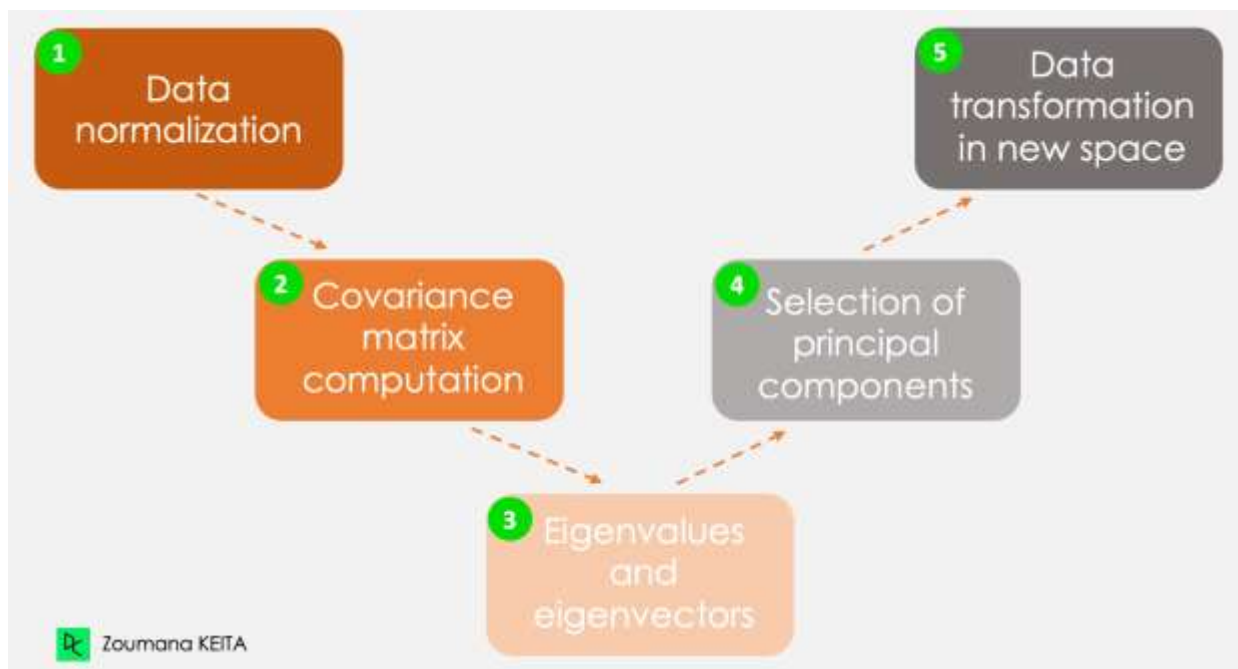 1
Data
normalization
2
Covariance
matrix
computation
3
Eigenvalues
and
eigenvectors
4
Selection of
principal
components
5
Data
transformation
in new space
DC Zoumana KEITA